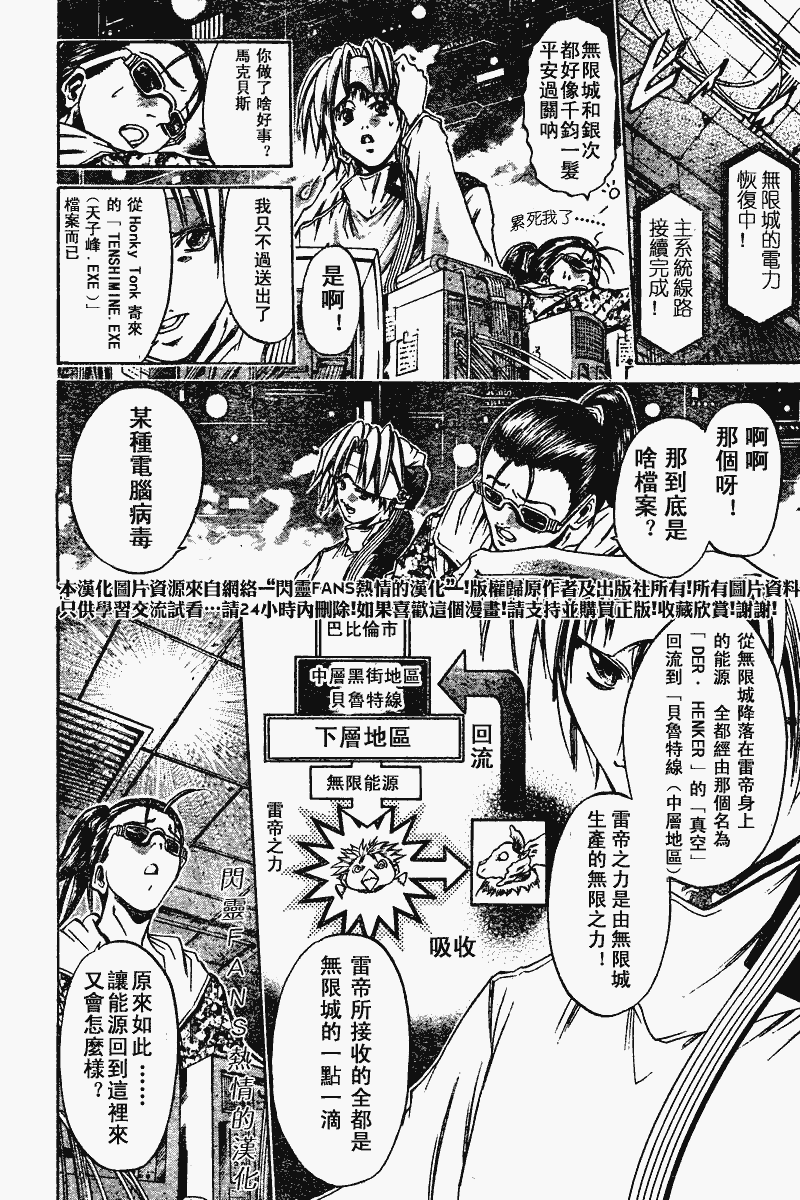 無限城的電力
恢復中！
主系統線路
接續完成！
無限城和銀次
都好像千鈞一髮
平安過關吶
累死我了……
是啊！
你做了啥好事？
馬克貝斯
我只不過送出了
從Honky Tonk 寄來
的「TENSHIMINE.EXE
（天子峰.EXE）」
檔案而已
啊啊
那個呀！
那到底是
啥檔案？
某種電腦病毒
本漢化圖片資源來自網絡“閃靈FANS熱情的漢化”!版權歸原作者及出版社所有!所有圖片資料
只供學習交流試看…請24小時內刪除!如果喜歡這個漫畫!請支持並購買正版!收藏欣賞!謝謝!
從無限城降落在雷帝身上
的能源 全都經由那個名為
「DER. HENKER」的「真空」
回流到「貝魯特線（中層地區）
雷帝之力是由無限城
生產的無限之力！
巴比倫市
中層黑街地區
貝魯特線
下層地區
無限能源
回流
雷帝之力
吸收
雷帝所接收的全都是
無限城的一點一滴
原來如此……
讓能源回到這裡來
又會怎麼樣？
閃靈FANS熱情的漢化